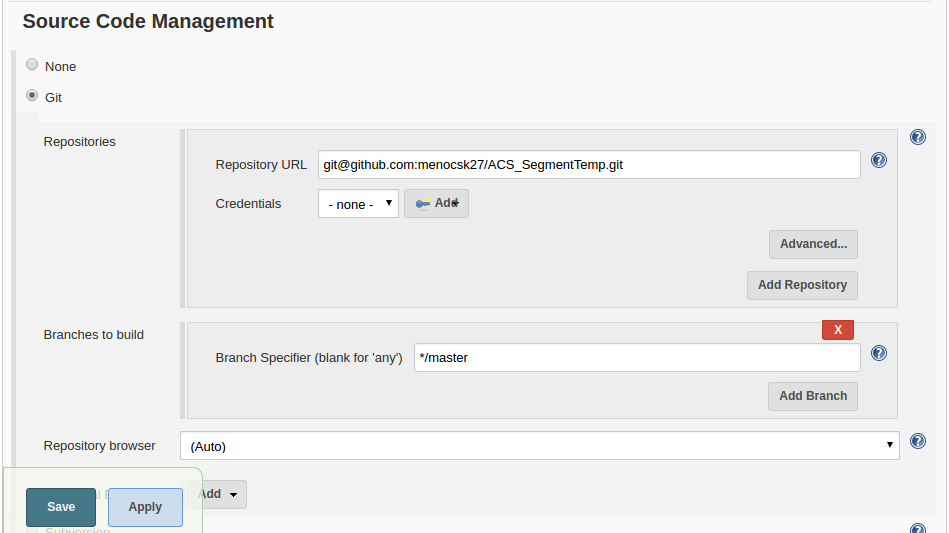 Source Code Management
None
Git
Repositories
Repository URL git@github.com:menocsk27/ACS_SegmentTemp.git
Credentials - none - Add
Advanced...
Add Repository
Branches to build
X
Branch Specifier (blank for 'any') */master
Add Branch
Repository browser (Auto)
Add
Save Apply
Subversion